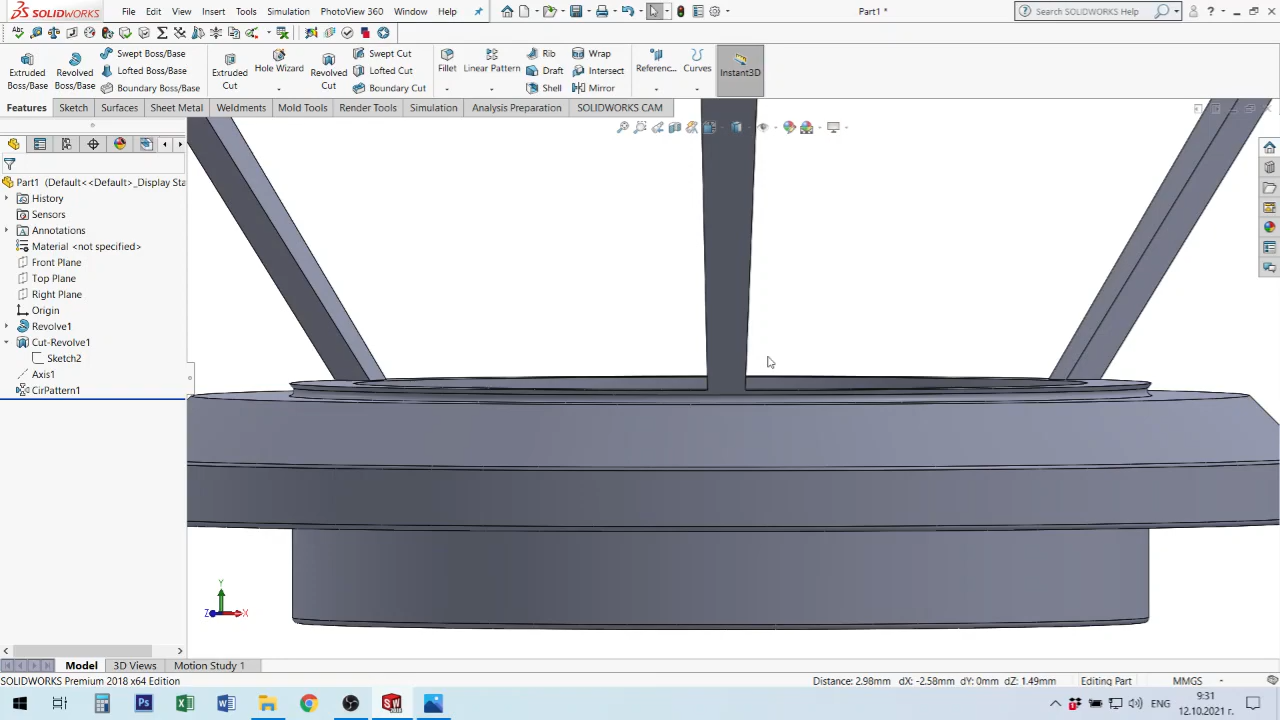 SOLIDWORKS File Edit View Insert Tools Simulation PhotoView 360 Window Help Part1 * Search SOLIDWORKS Help
Extruded Boss/Base
Revolved Boss/Base
Swept Boss/Base
Lofted Boss/Base
Boundary Boss/Base
Extruded Cut
Hole Wizard
Revolved Cut
Swept Cut
Lofted Cut
Boundary Cut
Fillet
Linear Pattern
Rib
Draft
Shell
Wrap
Intersect
Mirror
Referenc...
Curves
Instant3D
Features Sketch Surfaces Sheet Metal Weldments Mold Tools Render Tools Simulation Analysis Preparation SOLIDWORKS CAM
Part1 (Default<<Default>_Display Sta
History
Sensors
Annotations
Material <not specified>
Front Plane
Top Plane
Right Plane
Origin
Revolve1
Cut-Revolve1
Sketch2
Axis1
CirPattern1
Y
Z X
Model 3D Views Motion Study 1
SOLIDWORKS Premium 2018 x64 Edition Distance: 2.98mm dX: -2.58mm dY: 0mm dZ: 1.49mm Editing Part MMGS
ENG 9:31
12.10.2021 г.